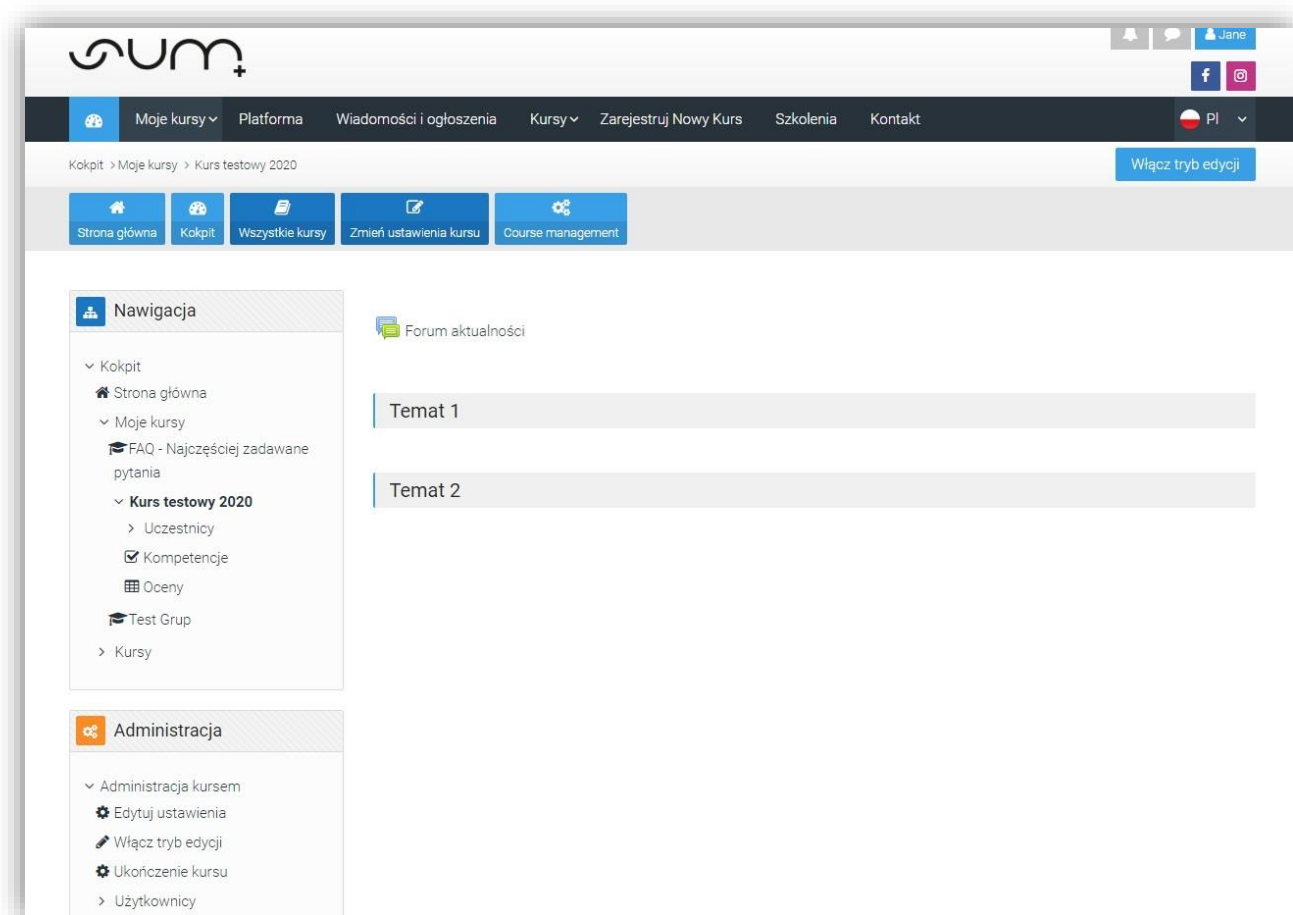 sum+
Jane
Moje kursy Platforma Wiadomości i ogłoszenia Kursy Zarejestruj Nowy Kurs Szkolenia Kontakt Pl
Kokpit > Moje kursy > Kurs testowy 2020 Włącz tryb edycji
Strona główna Kokpit Wszystkie kursy Zmień ustawienia kursu Course management
Nawigacja
Kokpit
Strona główna
Moje kursy
FAQ - Najczęściej zadawane
pytania
Kurs testowy 2020
Uczestnicy
Kompetencje
Oceny
Test Grup
Kursy
Forum aktualności
Temat 1
Temat 2
Administracja
Administracja kursem
Edytuj ustawienia
Włącz tryb edycji
Ukończenie kursu
Użytkownicy